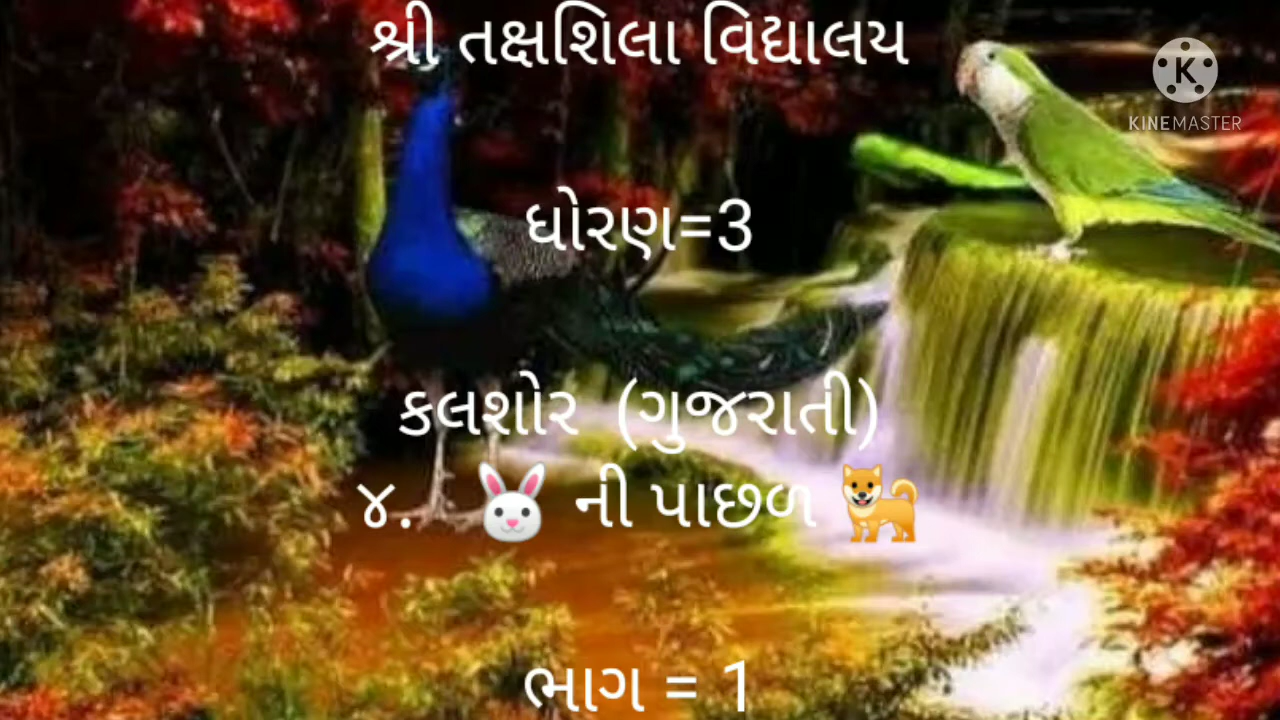 શ્રી તક્ષશિલા વિદ્યાલય
KINEMASTER
ધોરણ=3
કલશોર (ગુજરાતી)
૪. 🐰 ની પાછળ 🐕
ભાગ = 1